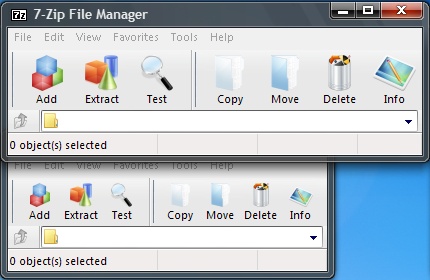 7z 7-Zip File Manager
File Edit View Favorites Tools Help
Add Extract Test Copy Move Delete Info
0 object(s) selected
File Edit View Favorites Tools Help
Add Extract Test Copy Move Delete Info
0 object(s) selected